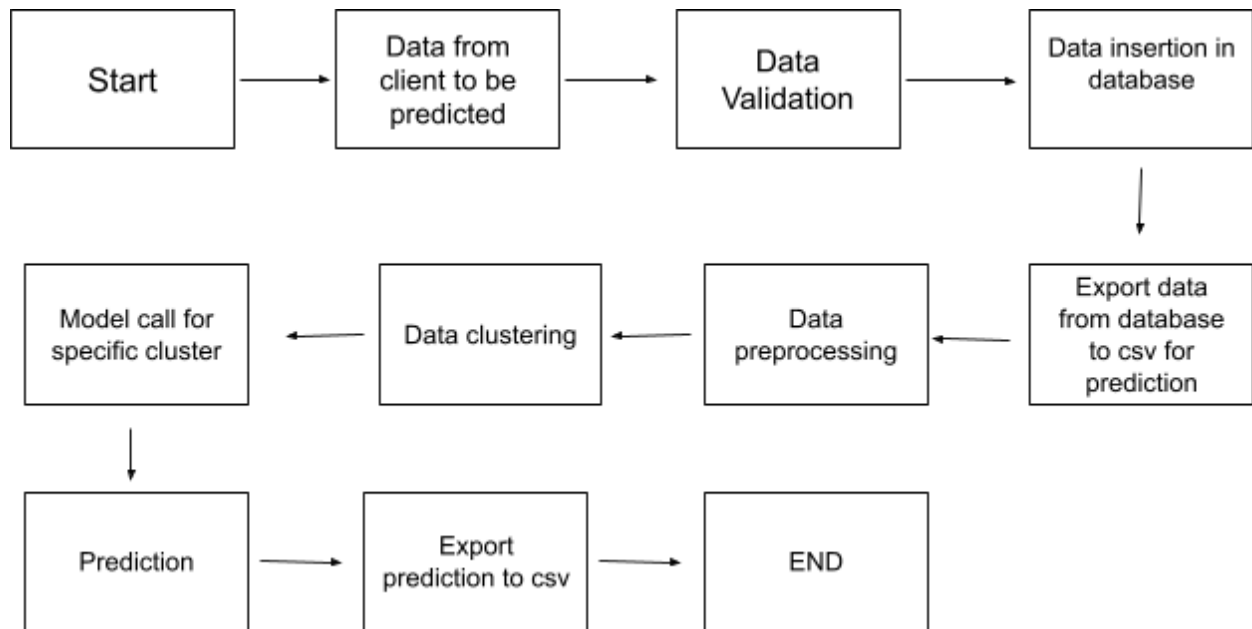 Start
Data from
client to be
predicted
Data
Validation
Data insertion in
database
Model call for
specific cluster
Data clustering
Data
preprocessing
Export data
from database
to csv for
prediction
Prediction
Export
prediction to csv
END